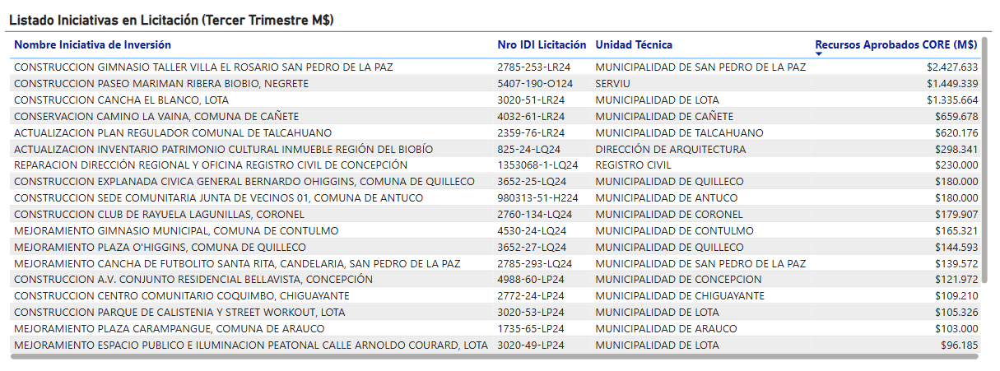 Listado Iniciativas en Licitación (Tercer Trimestre M$)
Nombre Iniciativa de Inversión Nro IDI Licitación Unidad Técnica Recursos Aprobados CORE (M$)
CONSTRUCCION GIMNASIO TALLER VILLA EL ROSARIO SAN PEDRO DE LA PAZ 2785-253-LR24 MUNICIPALIDAD DE SAN PEDRO DE LA PAZ $2.427.633
CONSTRUCCION PASEO MARIMAN RIBERA BIOBIO, NEGRETE 5407-190-O124 SERVIU $1.449.339
CONSTRUCCION CANCHA EL BLANCO, LOTA 3020-51-LR24 MUNICIPALIDAD DE LOTA $1.335.664
CONSERVACION CAMINO LA VAINA, COMUNA DE CAÑETE 4032-61-LR24 MUNICIPALIDAD DE CAÑETE $659.678
ACTUALIZACION PLAN REGULADOR COMUNAL DE TALCAHUANO 2359-76-LR24 MUNICIPALIDAD DE TALCAHUANO $620.176
ACTUALIZACION INVENTARIO PATRIMONIO CULTURAL INMUEBLE REGIÓN DEL BIOBÍO 825-24-LQ24 DIRECCIÓN DE ARQUITECTURA $298.341
REPARACION DIRECCIÓN REGIONAL Y OFICINA REGISTRO CIVIL DE CONCEPCIÓN 1353068-1-LQ24 REGISTRO CIVIL $230.000
CONSTRUCCION EXPLANADA CIVICA GENERAL BERNARDO OHIGGINS, COMUNA DE QUILLECO 3652-25-LQ24 MUNICIPALIDAD DE QUILLECO $180.000
CONSTRUCCION SEDE COMUNITARIA JUNTA DE VECINOS 01, COMUNA DE ANTUCO 980313-51-H224 MUNICIPALIDAD DE ANTUCO $180.000
CONSTRUCCION CLUB DE RAYUELA LAGUNILLAS, CORONEL 2760-134-LQ24 MUNICIPALIDAD DE CORONEL $179.907
MEJORAMIENTO GIMNASIO MUNICIPAL, COMUNA DE CONTULMO 4530-24-LQ24 MUNICIPALIDAD DE CONTULMO $165.321
MEJORAMIENTO PLAZA O'HIGGINS, COMUNA DE QUILLECO 3652-27-LQ24 MUNICIPALIDAD DE QUILLECO $144.593
MEJORAMIENTO CANCHA DE FUTBOLITO SANTA RITA, CANDELARIA, SAN PEDRO DE LA PAZ 2785-293-LQ24 MUNICIPALIDAD DE SAN PEDRO DE LA PAZ $139.572
CONSTRUCCION A.V. CONJUNTO RESIDENCIAL BELLAVISTA, CONCEPCIÓN 4988-60-LP24 MUNICIPALIDAD DE CONCEPCION $121.972
CONSTRUCCION CENTRO COMUNITARIO COQUIMBO, CHIGUAYANTE 2772-24-LP24 MUNICIPALIDAD DE CHIGUAYANTE $109.210
CONSTRUCCION PARQUE DE CALISTENIA Y STREET WORKOUT, LOTA 3020-53-LP24 MUNICIPALIDAD DE LOTA $105.326
MEJORAMIENTO PLAZA CARAMPANGUE, COMUNA DE ARAUCO 1735-65-LP24 MUNICIPALIDAD DE ARAUCO $103.000
MEJORAMIENTO ESPACIO PUBLICO E ILUMINACION PEATONAL CALLE ARNOLDO COURARD, LOTA 3020-49-LP24 MUNICIPALIDAD DE LOTA $96.185